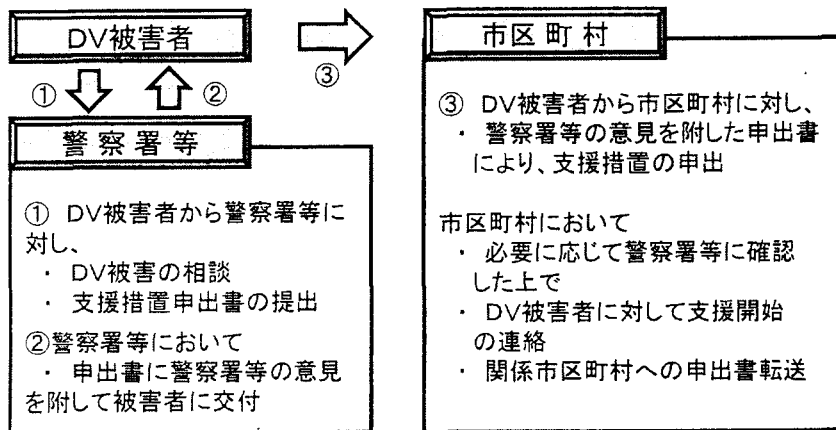 DV被害者
③
① ②
警察署等
① DV被害者から警察署等に
対し、
・ DV被害の相談
・ 支援措置申出書の提出
②警察署等において
・ 申出書に警察署等の意見
を附して被害者に交付
市区町村
③ DV被害者から市区町村に対し、
・ 警察署等の意見を附した申出書
により、支援措置の申出
市区町村において
・ 必要に応じて警察署等に確認
した上で
・ DV被害者に対して支援開始
の連絡
・ 関係市区町村への申出書転送